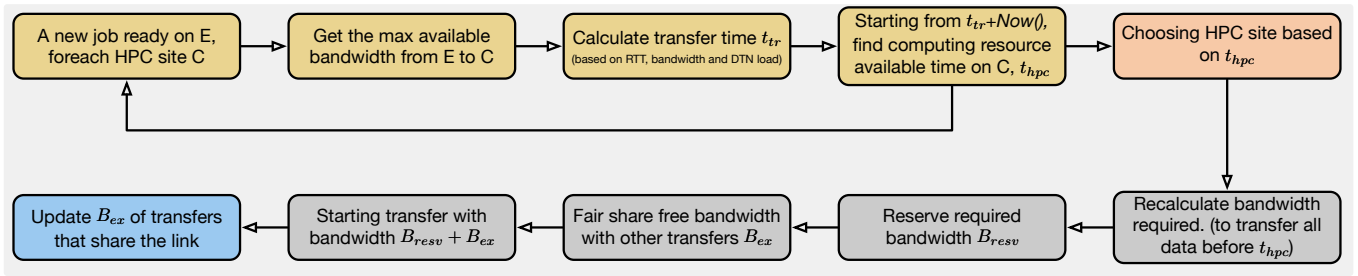 A new job ready on E,
foreach HPC site C
Get the max available
bandwidth from E to C
Calculate transfer time t_tr
(based on RTT, bandwidth and DTN load)
Starting from t_tr+Now(),
find computing resource
available time on C, t_hpc
Choosing HPC site based
on t_hpc
Recalculate bandwidth
required. (to transfer all
data before t_hpc)
Reserve required
bandwidth B_resv
Fair share free bandwidth
with other transfers B_ex
Starting transfer with
bandwidth B_resv + B_ex
Update B_ex of transfers
that share the link